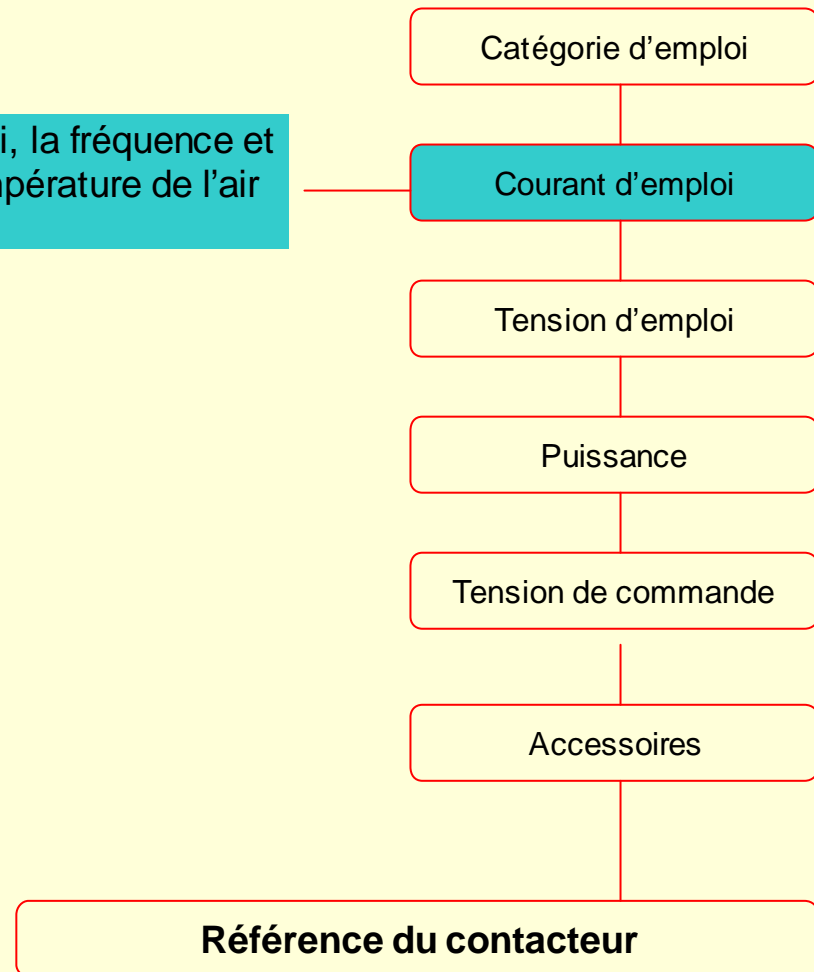 Catégorie d’emploi
i, la fréquence et
pérature de l’air
Courant d’emploi
Tension d’emploi
Puissance
Tension de commande
Accessoires
Référence du contacteur